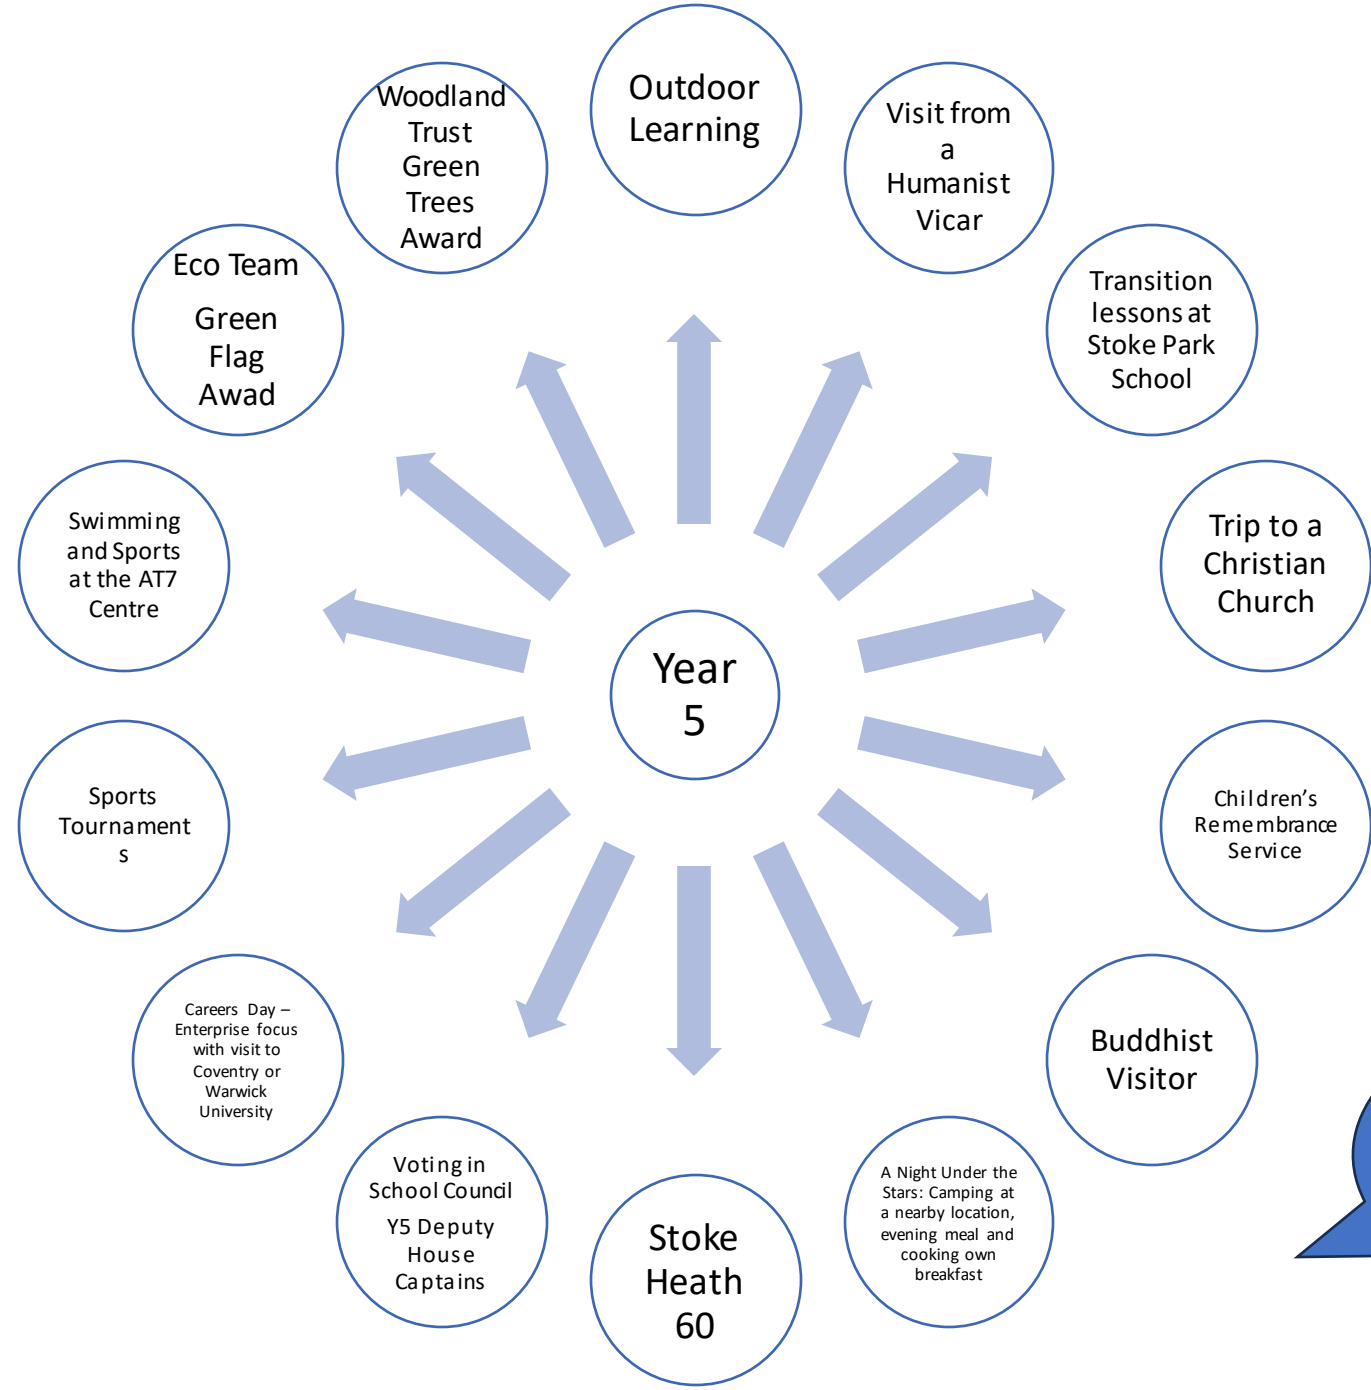 Outdoor
Learning
Visit from
a
Humanist
Vicar
Transition
lessons at
Stoke Park
School
Trip to a
Christian
Church
Children’s
Remembrance
Service
Buddhist
Visitor
A Night Under the
Stars: Camping at
a nearby location,
evening meal and
cooking own
breakfast
Stoke
Heath
60
Voting in
School Council
Y5 Deputy
House
Captains
Careers Day –
Enterprise focus
with visit to
Coventry or
Warwick
University
Sports
Tournament
s
Swimming
and Sports
at the AT7
Centre
Eco Team
Green
Flag
Awad
Woodland
Trust
Green
Trees
Award
Year
5